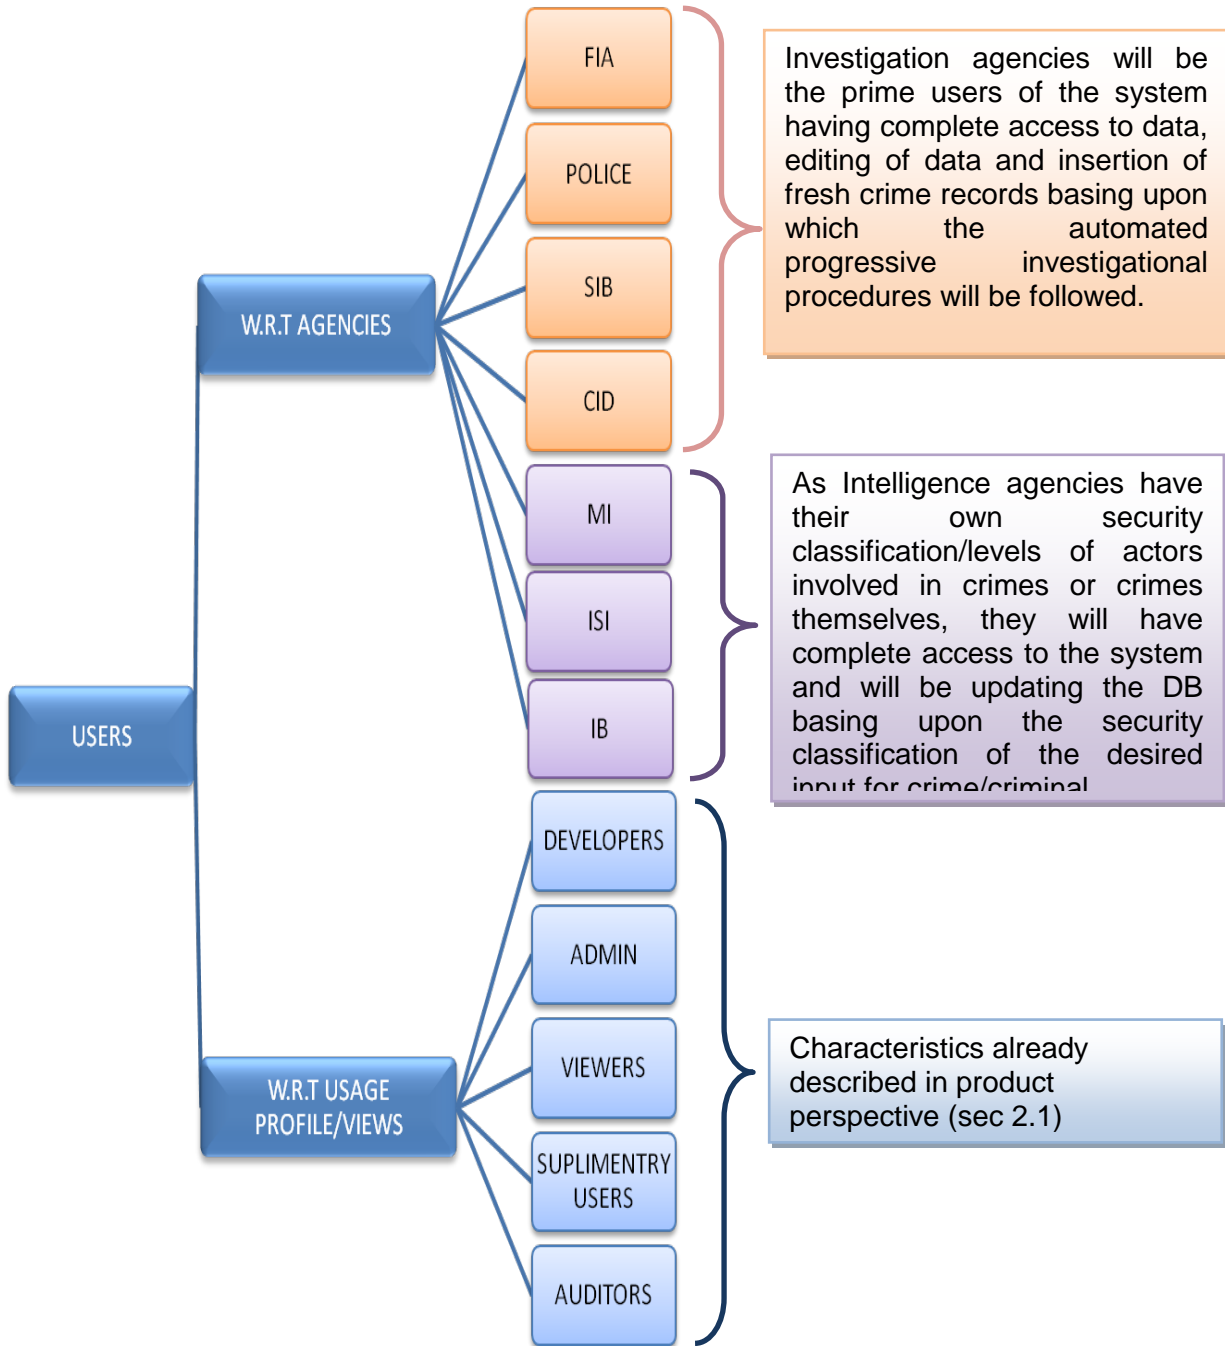 FIA
POLICE
SIB
CID
W.R.T AGENCIES
Investigation agencies will be
the prime users of the system
having complete access to data,
editing of data and insertion of
fresh crime records basing upon
which the automated
progressive investigational
procedures will be followed.
MI
ISI
IB
As Intelligence agencies have
their own security
classification/levels of actors
involved in crimes or crimes
themselves, they will have
complete access to the system
and will be updating the DB
basing upon the security
classification of the desired
input for crime/criminal
USERS
DEVELOPERS
ADMIN
VIEWERS
SUPLIMENTRY
USERS
AUDITORS
W.R.T USAGE
PROFILE/VIEWS
Characteristics already
described in product
perspective (sec 2.1)